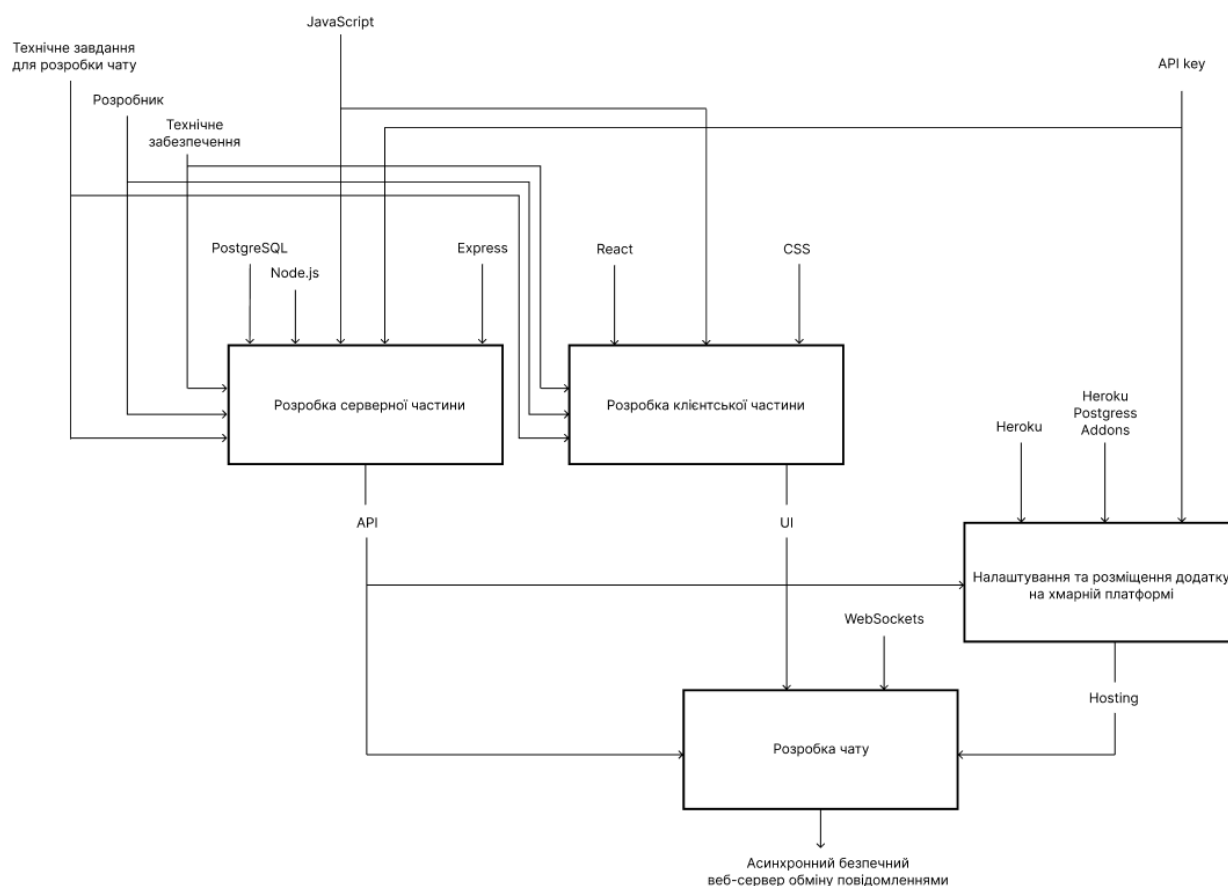 JavaScript
Технічне завдання
для розробки чату
API key
Розробник
Технічне
забезпечення
PostgreSQL
Express
React
CSS
Node.js
Розробка серверної частини
Розробка клієнтської частини
Heroku
Heroku
Postgress
Addons
API
UI
Налаштування та розміщення додатку
на хмарній платформі
WebSockets
Hosting
Розробка чату
Асинхронний безпечний
веб-сервер обміну повідомленнями